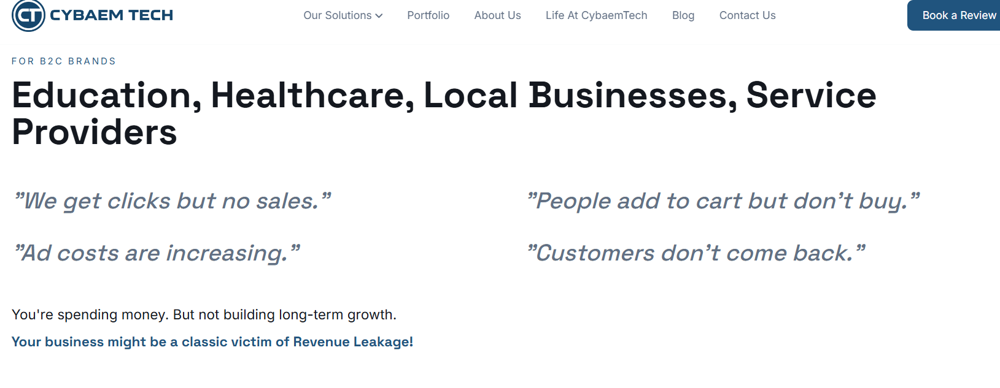 CT CYBAEM TECH
Our Solutions Portfolio About Us Life At CybaemTech Blog Contact Us Book a Review
FOR B2C BRANDS
Education, Healthcare, Local Businesses, Service
Providers
”We get clicks but no sales.”
”People add to cart but don’t buy.”
”Ad costs are increasing.”
”Customers don’t come back.”
You're spending money. But not building long-term growth.
Your business might be a classic victim of Revenue Leakage!